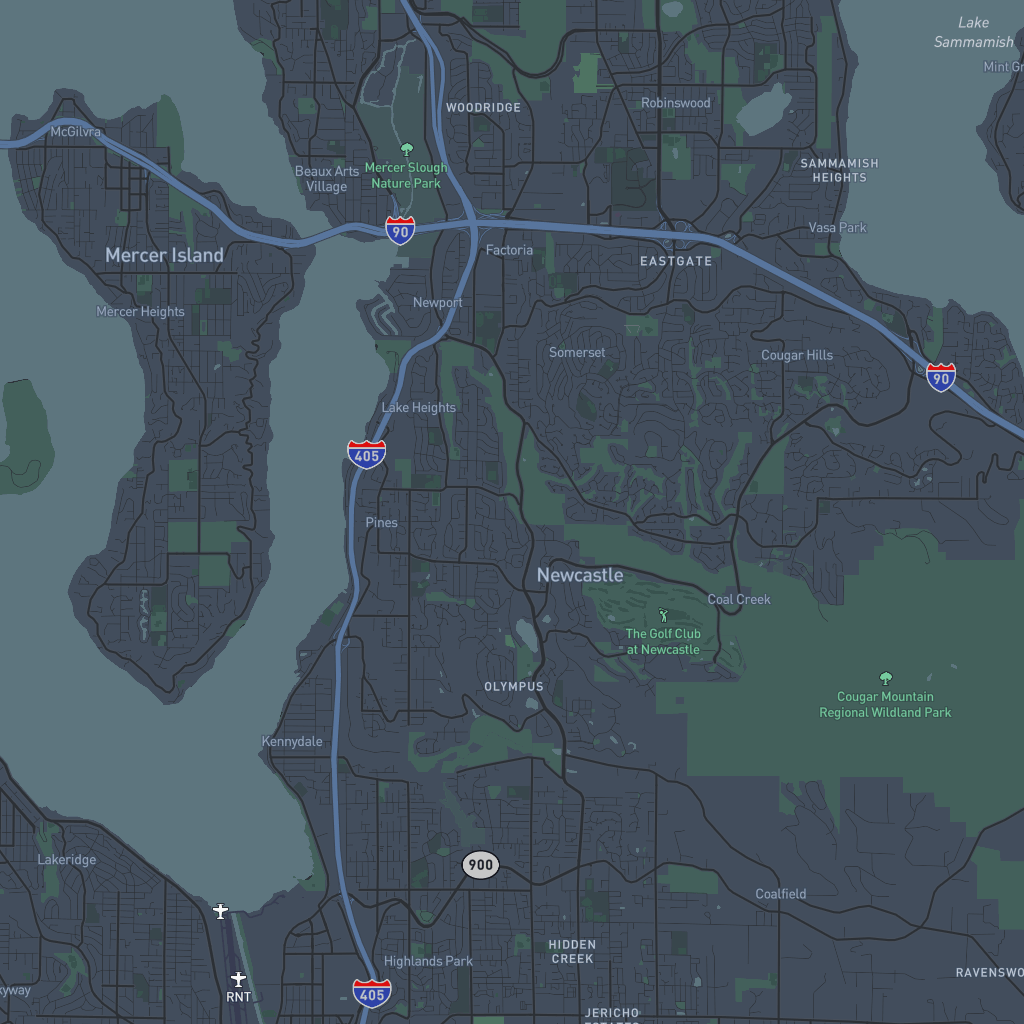 Lake
Sammamish
Mint Gr
WOODRIDGE
Robinswood
McGilvra
SAMMAMISH
HEIGHTS
Mercer Slough
Nature Park
Beaux Arts
Village
90
Vasa Park
Mercer Island
Factoria
EASTGATE
Newport
Mercer Heights
Somerset
Cougar Hills
90
Lake Heights
405
Pines
Newcastle
Coal Creek
The Golf Club
at Newcastle
OLYMPUS
Cougar Mountain
Regional Wildland Park
Kennydale
Lakeridge
900
Coalfield
HIDDEN
CREEK
Highlands Park
RAVENSWO
kyway
RNT
405
JERICHO
ESTATES